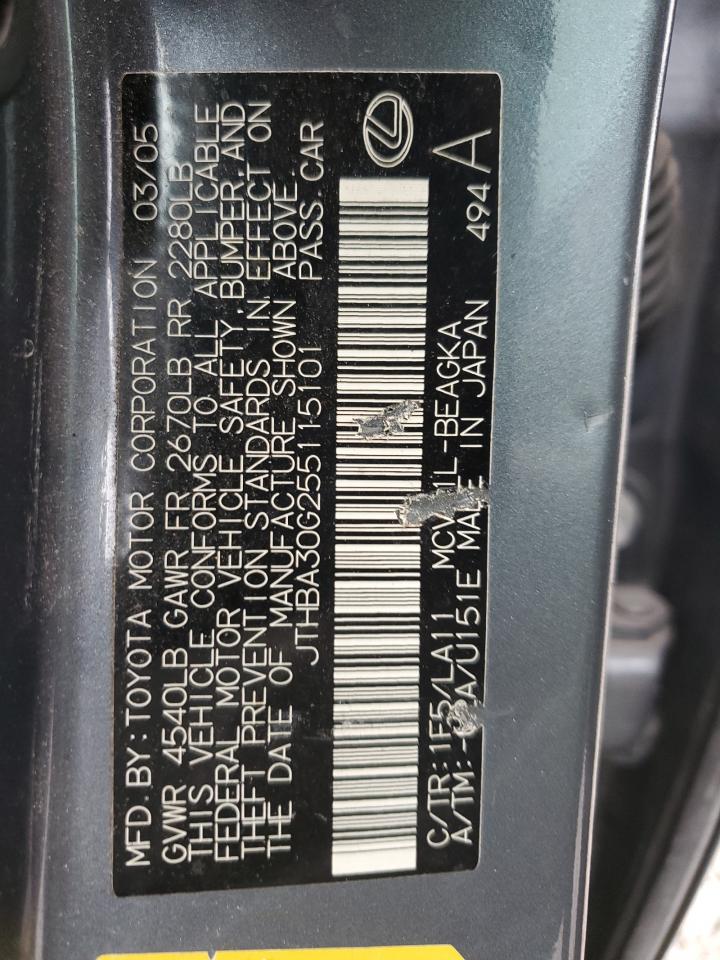 MFD. BY: TOYOTA MOTOR CORPORATION 03/05
GVWR 4540LB GAWR FR 2670LB RR 2280LB
THIS VEHICLE CONFORMS TO ALL APPLICABLE
FEDERAL MOTOR VEHICLE SAFETY, BUMPER, AND
THEFT PREVENTION STANDARDS IN EFFECT ON
THE DATE OF MANUFACTURE SHOWN ABOVE.
JTHBA30G255115101 PASS. CAR
C/TR: 1F5/LA11
A/TM: A/U151E MADE IN JAPAN 494 A